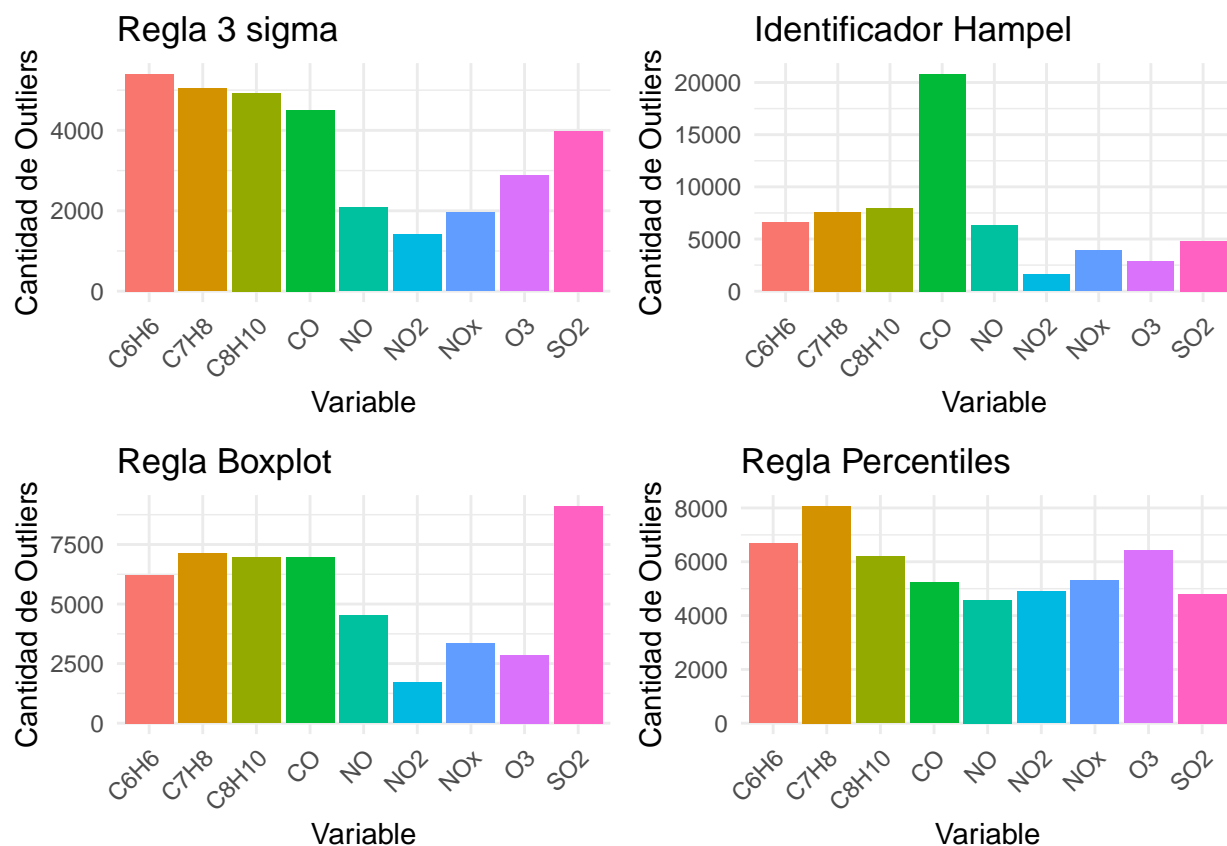 Regla 3 sigma
Cantidad de Outliers
4000
2000
0
C6H6 C7H8 C8H10 CO NO NO2 NOx O3 SO2
Variable
Identificador Hampel
Cantidad de Outliers
20000
15000
10000
5000
0
C6H6 C7H8 C8H10 CO NO NO2 NOx O3 SO2
Variable
Regla Boxplot
Cantidad de Outliers
7500
5000
2500
0
C6H6 C7H8 C8H10 CO NO NO2 NOx O3 SO2
Variable
Regla Percentiles
Cantidad de Outliers
8000
6000
4000
2000
0
C6H6 C7H8 C8H10 CO NO NO2 NOx O3 SO2
Variable